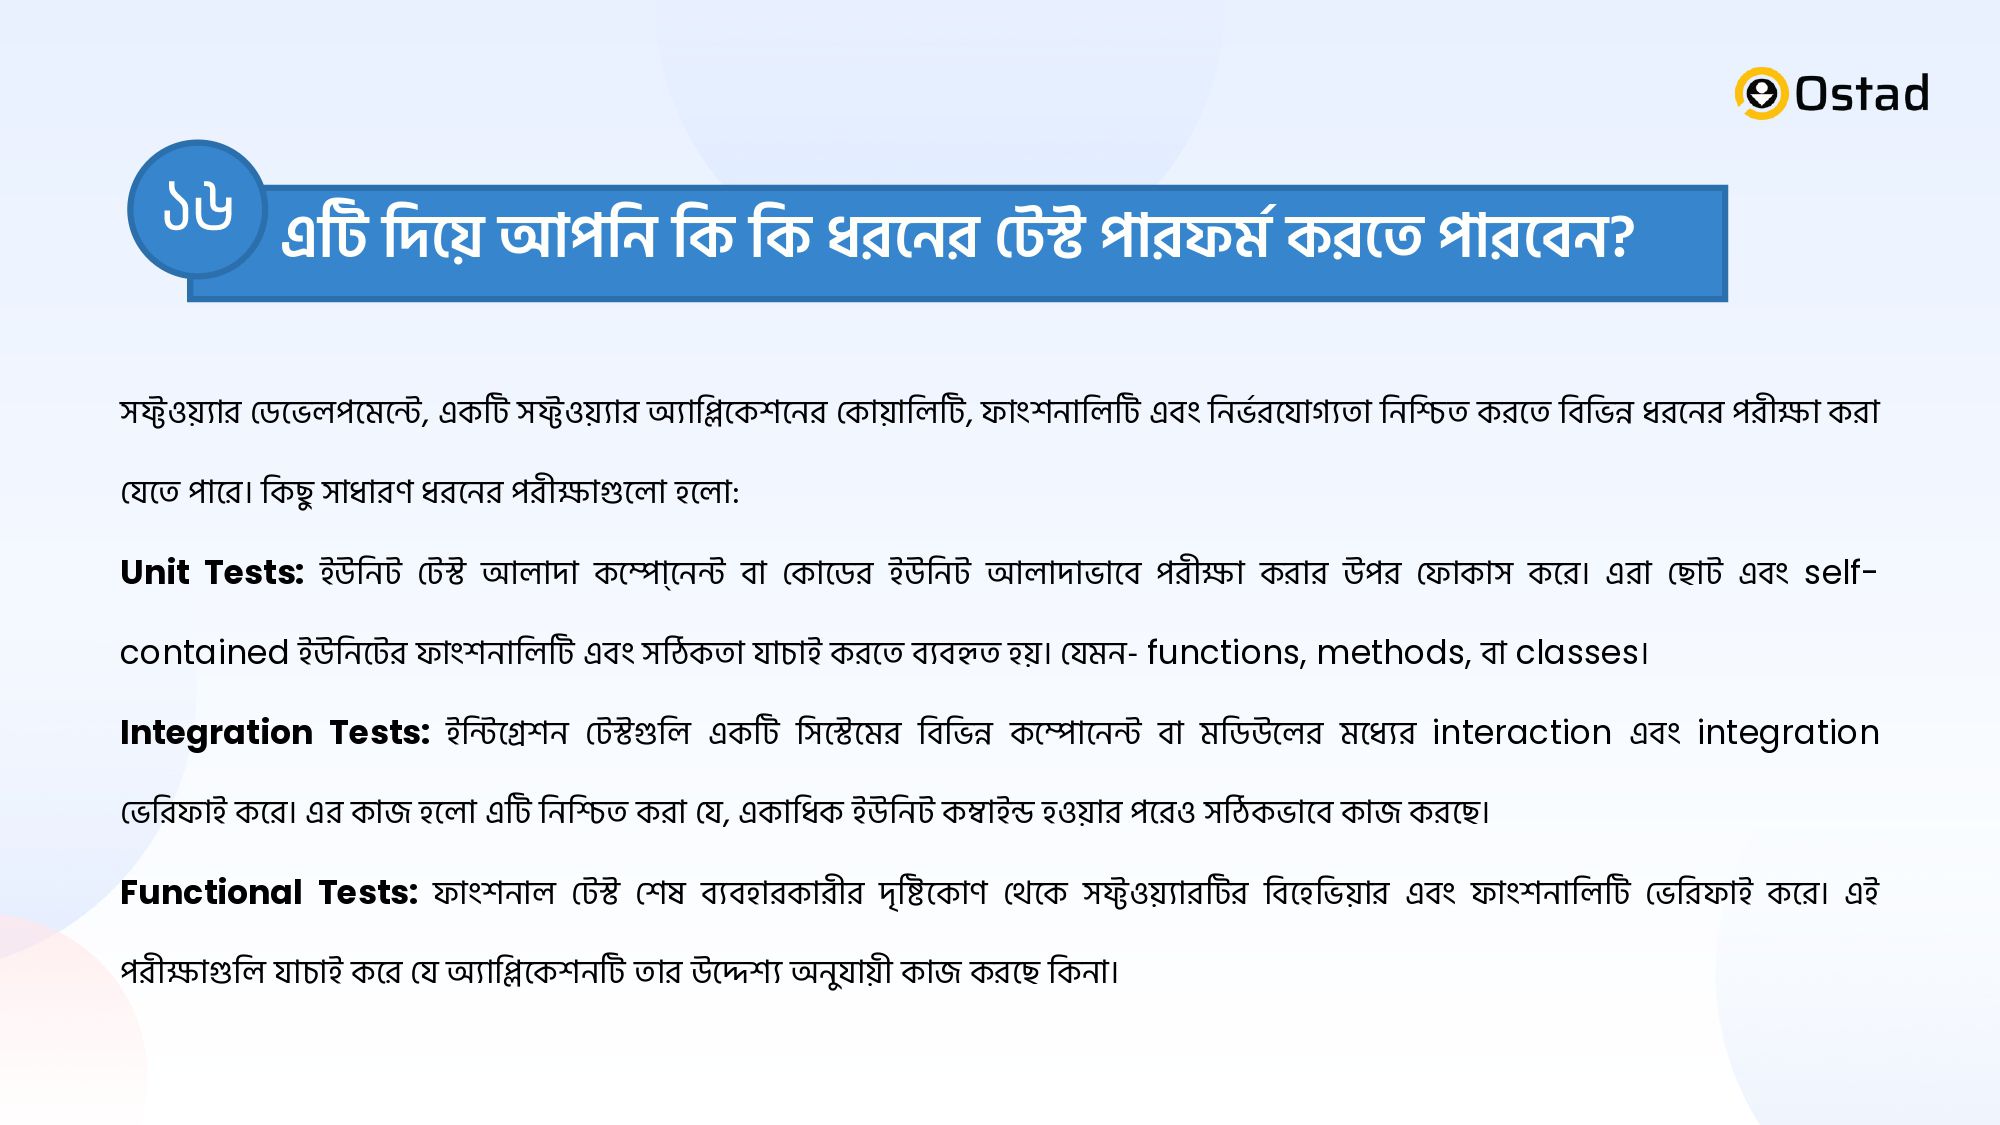 Ostad
১৬
এটি দিয়ে আপনি কি কি ধরনের টেস্ট পারফর্ম করতে পারবেন?
সফ্টওয়্যার ডেভেলপমেন্টে, একটি সফ্টওয়্যার অ্যাপ্লিকেশনের কোয়ালিটি, ফাংশনালিটি এবং নির্ভরযোগ্যতা নিশ্চিত করতে বিভিন্ন ধরনের পরীক্ষা করা
যেতে পারে। কিছু সাধারণ ধরনের পরীক্ষাগুলো হলো:
Unit Tests: ইউনিট টেস্ট আলাদা কম্পো্নেন্ট বা কোডের ইউনিট আলাদাভাবে পরীক্ষা করার উপর ফোকাস করে। এরা ছোট এবং self-
contained ইউনিটের ফাংশনালিটি এবং সঠিকতা যাচাই করতে ব্যবহৃত হয়। যেমন- functions, methods, বা classes।
Integration Tests: ইন্টিগ্রেশন টেস্টগুলি একটি সিস্টেমের বিভিন্ন কম্পোনেন্ট বা মডিউলের মধ্যের interaction এবং integration
ভেরিফাই করে। এর কাজ হলো এটি নিশ্চিত করা যে, একাধিক ইউনিট কম্বাইন্ড হওয়ার পরেও সঠিকভাবে কাজ করছে।
Functional Tests: ফাংশনাল টেস্ট শেষ ব্যবহারকারীর দৃষ্টিকোণ থেকে সফ্টওয়্যারটির বিহেভিয়ার এবং ফাংশনালিটি ভেরিফাই করে। এই
পরীক্ষাগুলি যাচাই করে যে অ্যাপ্লিকেশনটি তার উদ্দেশ্য অনুযায়ী কাজ করছে কিনা।